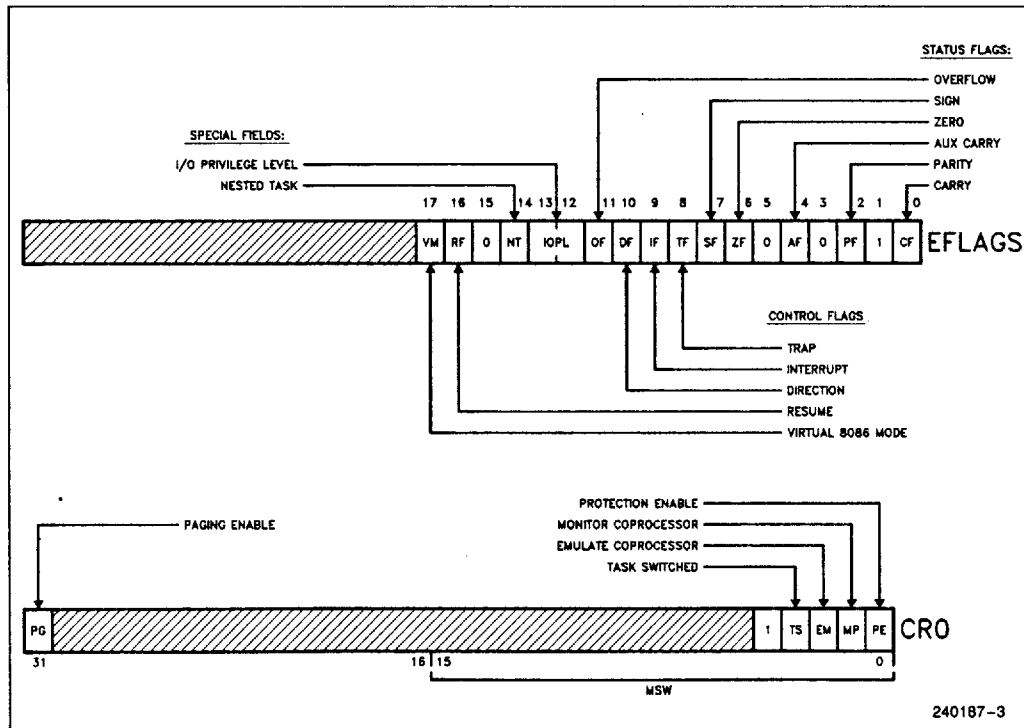 STATUS FLAGS:
OVERFLOW
SIGN
SPECIAL FIELDS:
ZERO
AUX CARRY
I/O PRIVILEGE LEVEL
PARITY
NESTED TASK
CARRY
17 16 15 14 13 12 11 10 9 8 7 6 5 4 3 2 1 0
VM RF 0 NT IOPL OF DF IF TF SF ZF 0 AF 0 PF 1 CF EFLAGS
CONTROL FLAGS
TRAP
INTERRUPT
DIRECTION
RESUME
VIRTUAL 8086 MODE
PROTECTION ENABLE
PAGING ENABLE
MONITOR COPROCESSOR
EMULATE COPROCESSOR
TASK SWITCHED
PG 1 TS EM MP PE CR0
31 16 15 0
MSW
240187-3